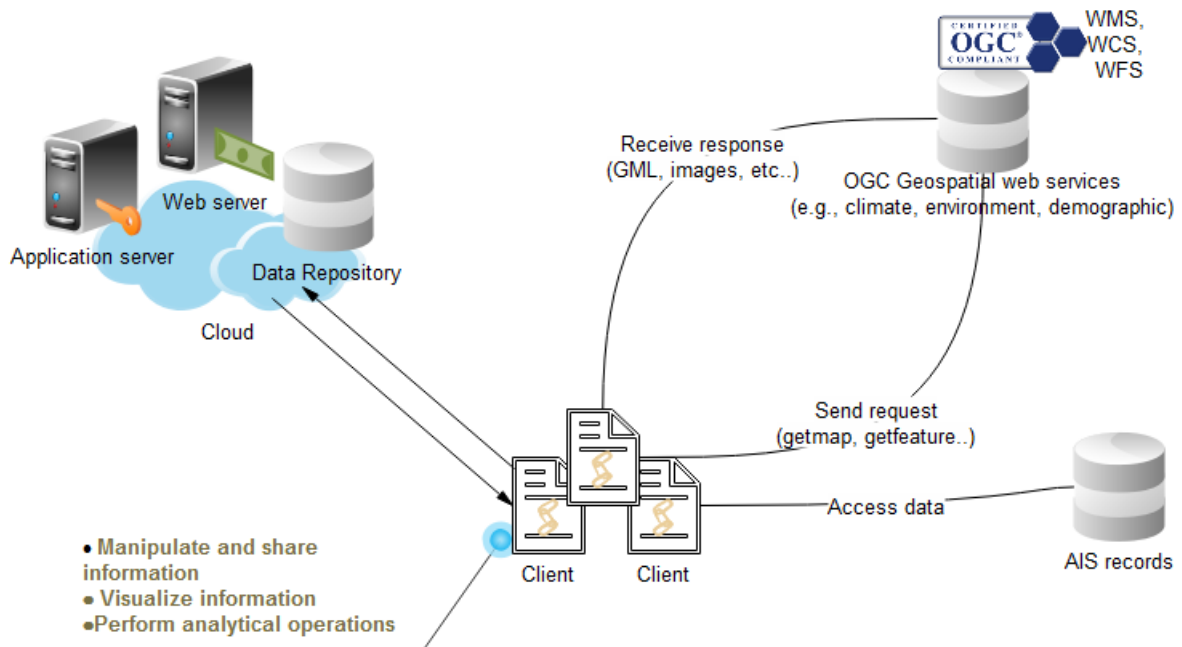 CERTIFIED
OGC®
COMPLIANT
WMS,
WCS,
WFS
Receive response
(GML, images, etc..)
Web server
OGC Geospatial web services
(e.g., climate, environment, demographic)
Application server
Data Repository
Cloud
Send request
(getmap, getfeature..)
Access data
AIS records
Client
Client
• Manipulate and share
information
• Visualize information
•Perform analytical operations